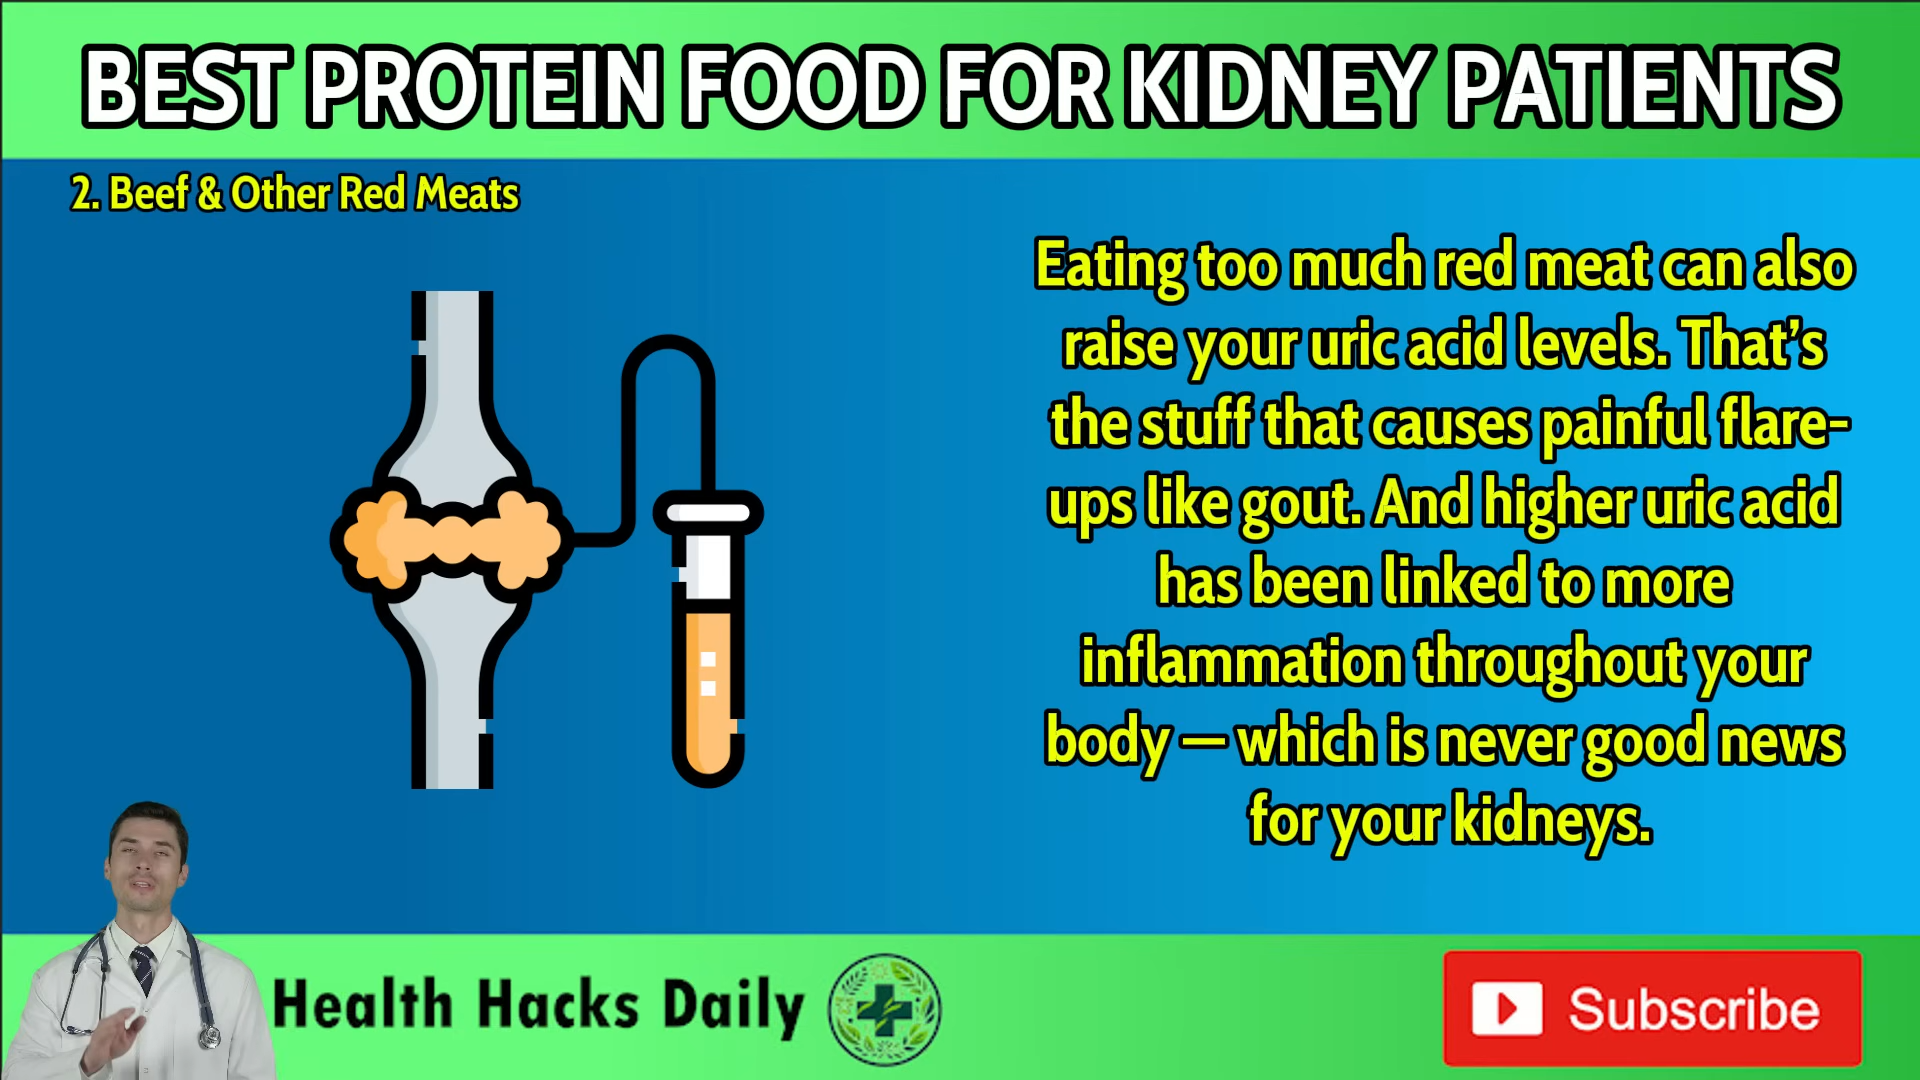 BEST PROTEIN FOOD FOR KIDNEY PATIENTS
2. Beef & Other Red Meats
Eating too much red meat can also
raise your uric acid levels. That’s
the stuff that causes painful flare-
ups like gout. And higher uric acid
has been linked to more
inflammation throughout your
body — which is never good news
for your kidneys.
Health Hacks Daily
Subscribe